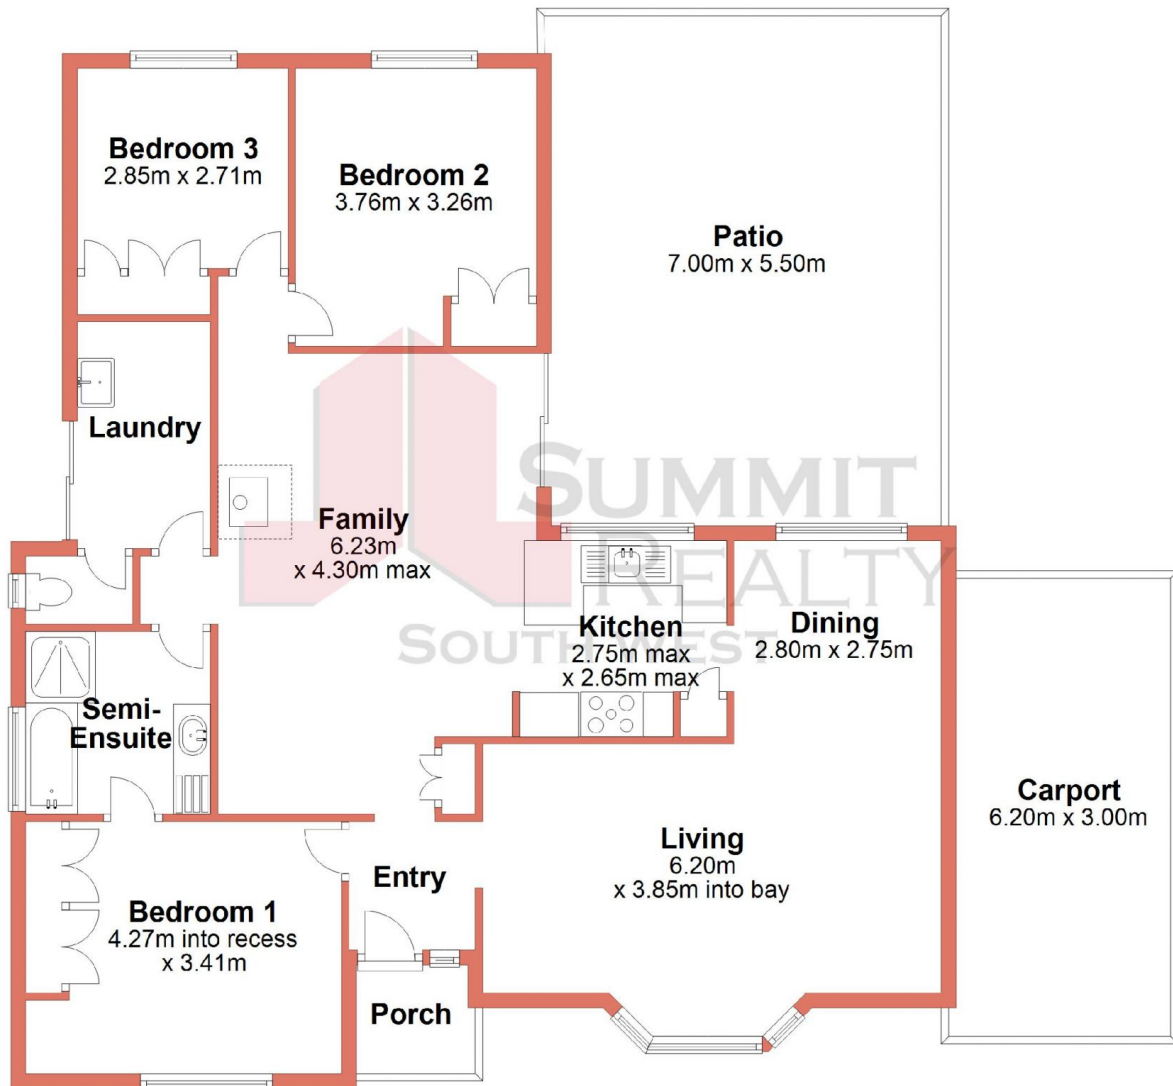 Bedroom 3
2.85m x 2.71m
Bedroom 2
3.76m x 3.26m
Patio
7.00m x 5.50m
Laundry
SUMMIT
REALTY
SOUTH WEST
Family
6.23m
x 4.30m max
Kitchen
2.75m max
x 2.65m max
Dining
2.80m x 2.75m
Semi-
Ensuite
Carport
6.20m x 3.00m
Living
6.20m
x 3.85m into bay
Entry
Bedroom 1
4.27m into recess
x 3.41m
Porch